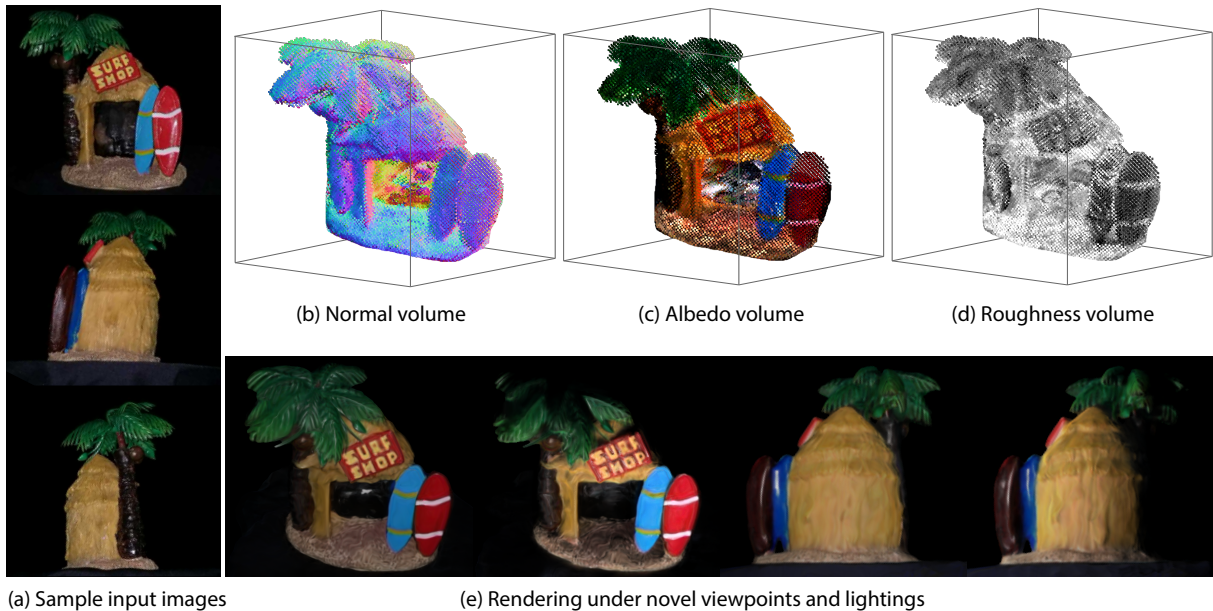 SURF
SHOP
(b) Normal volume
(c) Albedo volume
(d) Roughness volume
SURF
SHOP
SURF
SHOP
(a) Sample input images
(e) Rendering under novel viewpoints and lightings